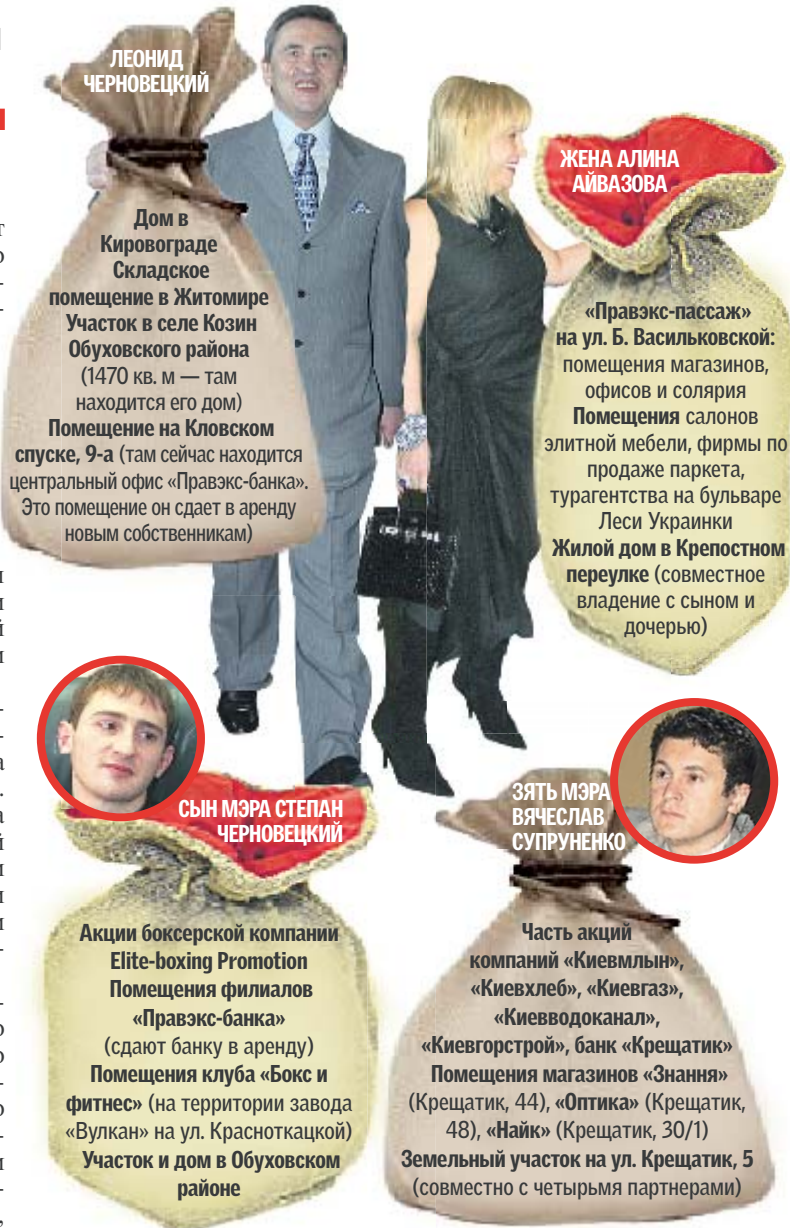 ЛЕОНИД
ЧЕРНОВЕЦКИЙ
Дом в
Кировограде
Складское
помещение в Житомире
Участок в селе Козин
Обуховского района
(1470 кв. м — там
находится его дом)
Помещение на Кловском
спуске, 9-а (там сейчас находится
центральный офис «Правэкс-банка».
Это помещение он сдает в аренду
новым собственникам)
ЖЕНА АЛИНА
АЙВАЗОВА
«Правэкс-пассаж»
на ул. Б. Васильковской:
помещения магазинов,
офисов и солярия
Помещения салонов
элитной мебели, фирмы по
продаже паркета,
турагентства на бульваре
Леси Украинки
Жилой дом в Крепостном
переулке (совместное
владение с сыном и
дочерью)
СЫН МЭРА СТЕПАН
ЧЕРНОВЕЦКИЙ
Акции боксерской компании
Elite-boxing Promotion
Помещения филиалов
«Правэкс-банка»
(сдают банку в аренду)
Помещения клуба «Бокс и
фитнес» (на территории завода
«Вулкан» на ул. Красноткацкой)
Участок и дом в Обуховском
районе
ЗЯТЬ МЭРА
ВЯЧЕСЛАВ
СУПРУНЕНКО
Часть акций
компаний «Киевмлын»,
«Киевхлеб», «Киевгаз»,
«Киевводоканал»,
«Киевгорстрой», банк «Крещатик»
Помещения магазинов «Знання»
(Крещатик, 44), «Оптика» (Крещатик,
48), «Найк» (Крещатик, 30/1)
Земельный участок на ул. Крещатик, 5
(совместно с четырьмя партнерами)